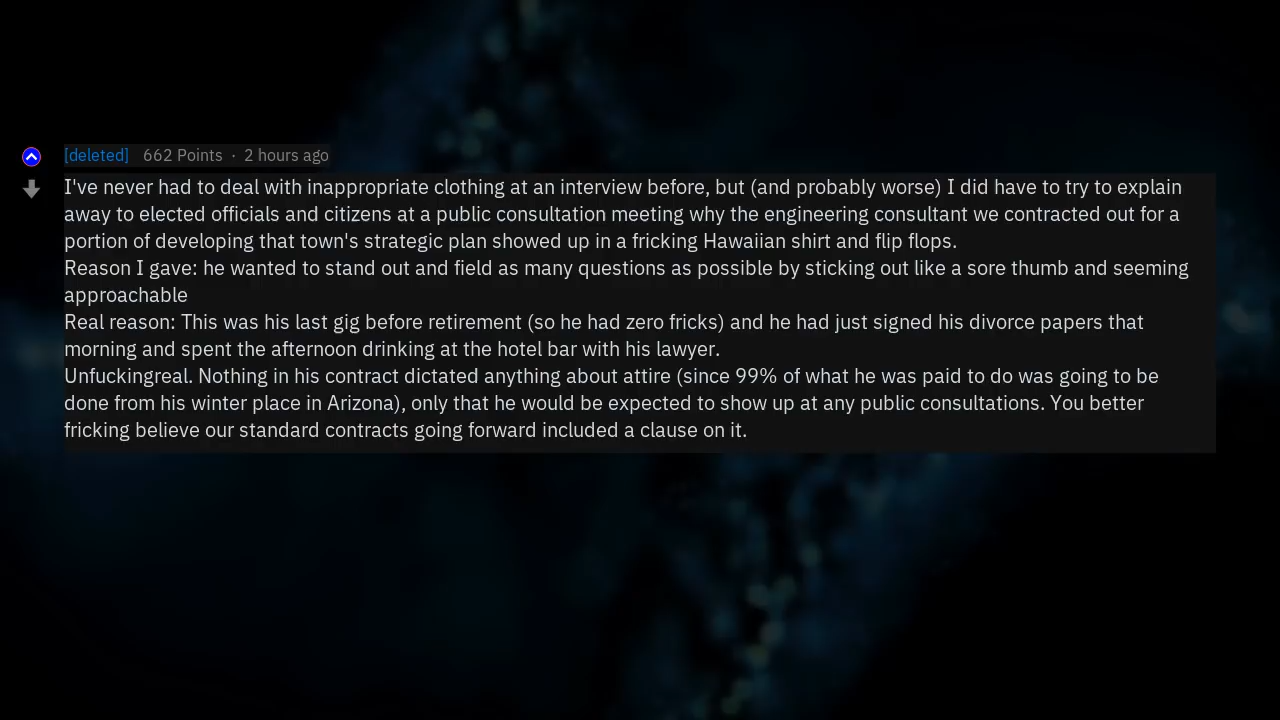 [deleted] 662 Points · 2 hours ago
I've never had to deal with inappropriate clothing at an interview before, but (and probably worse) I did have to try to explain
away to elected officials and citizens at a public consultation meeting why the engineering consultant we contracted out for a
portion of developing that town's strategic plan showed up in a fricking Hawaiian shirt and flip flops.
Reason I gave: he wanted to stand out and field as many questions as possible by sticking out like a sore thumb and seeming
approachable
Real reason: This was his last gig before retirement (so he had zero fricks) and he had just signed his divorce papers that
morning and spent the afternoon drinking at the hotel bar with his lawyer.
Unfuckingreal. Nothing in his contract dictated anything about attire (since 99% of what he was paid to do was going to be
done from his winter place in Arizona), only that he would be expected to show up at any public consultations. You better
fricking believe our standard contracts going forward included a clause on it.